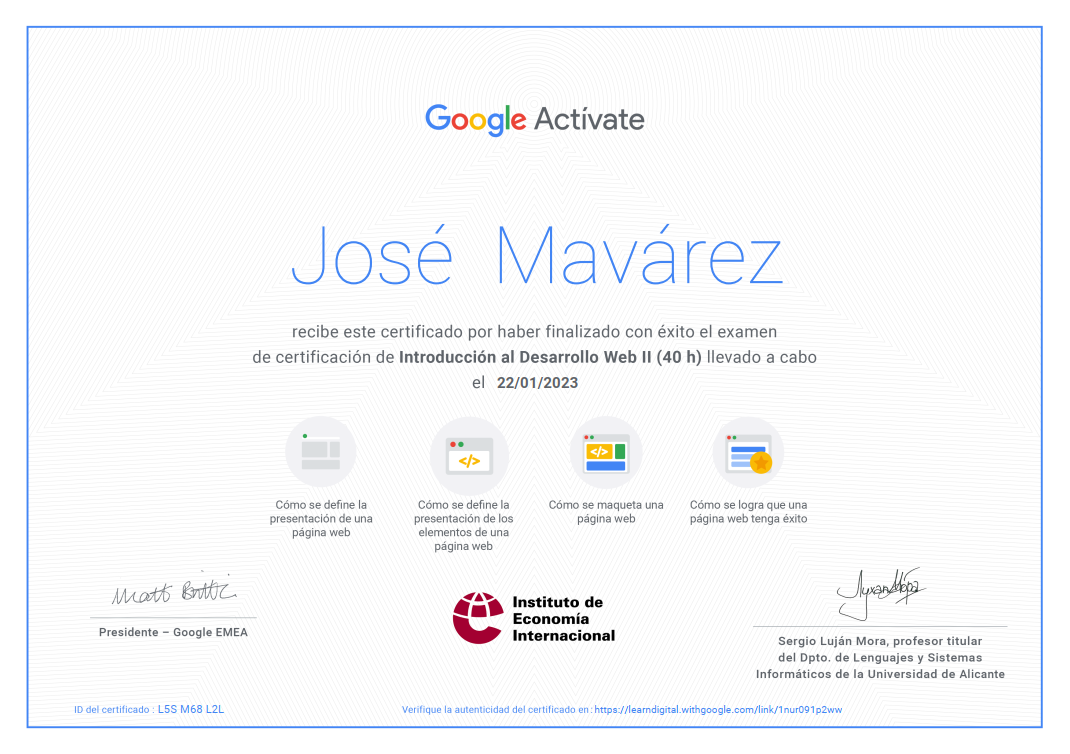 Google Actívate
José Mavárez
recibe este certificado por haber finalizado con éxito el examen
de certificación de Introducción al Desarrollo Web II (40 h) llevado a cabo
el 22/01/2023
</>
</>
Cómo se define la
presentación de una
página web
Cómo se define la
presentación de los
elementos de una
página web
Cómo se maqueta una
página web
Cómo se logra que una
página web tenga éxito
Presidente – Google EMEA
Instituto de
Economía
Internacional
Sergio Luján Mora, profesor titular
del Dpto. de Lenguajes y Sistemas
Informáticos de la Universidad de Alicante
ID del certificado : L5S M68 L2L
Verifique la autenticidad del certificado en: https://learndigital.withgoogle.com/link/1nur091p2ww